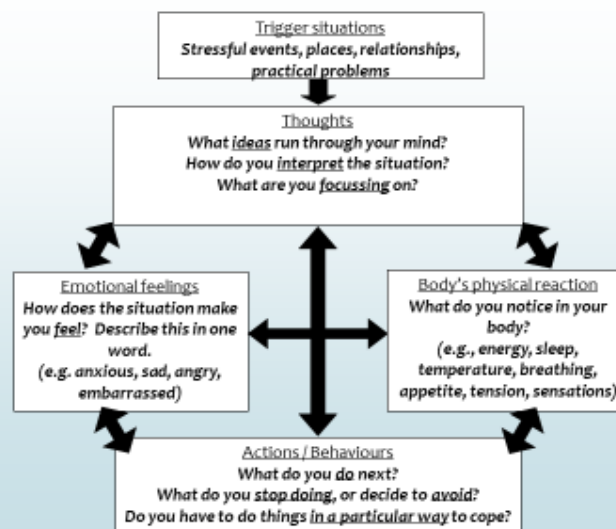 Trigger situations
Stressful events, places, relationships,
practical problems
Thoughts
What ideas run through your mind?
How do you interpret the situation?
What are you focussing on?
Emotional feelings
How does the situation make
you feel? Describe this in one
word.
(e.g. anxious, sad, angry,
embarrassed)
Body's physical reaction
What do you notice in your
body?
(e.g., energy, sleep,
temperature, breathing,
appetite, tension, sensations)
Actions / Behaviours
What do you do next?
What do you stop doing, or decide to avoid?
Do you have to do things in a particular way to cope?